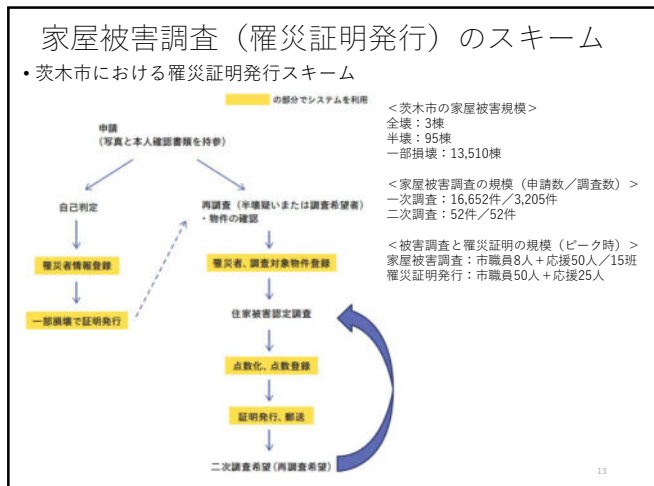 家屋被害調査（罹災証明発行）のスキーム
• 茨木市における罹災証明発行スキーム
の部分でシステムを利用
申請
（写真と本人確認書類を持参）
自己判定
罹災者情報登録
一部損壊で証明発行
再調査（半壊疑いまたは調査希望者）
・物件の確認
罹災者、調査対象物件登録
住家被害認定調査
点数化、点数登録
証明発行、郵送
二次調査希望（再調査希望）
＜茨木市の家屋被害規模＞
全壊：3棟
半壊：95棟
一部損壊：13,510棟
＜家屋被害調査の規模（申請数／調査数）＞
一次調査：16,652件／3,205件
二次調査：52件／52件
＜被害調査と罹災証明の規模（ピーク時）＞
家屋被害調査：市職員8人＋応援50人／15班
罹災証明発行：市職員50人＋応援25人
13